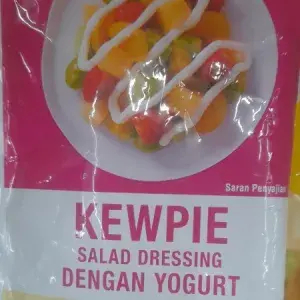 Saran Penyajian
KEWPIE
SALAD DRESSING
DENGAN YOGURT